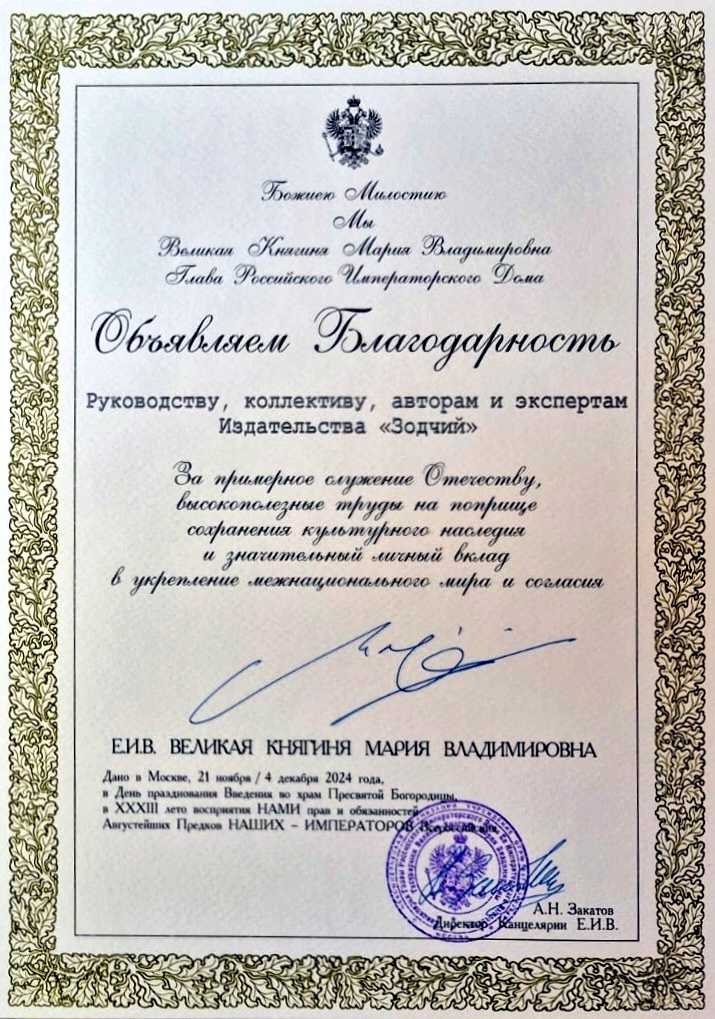 Божиею Милостию
Мы
Великая Княгиня Мария Владимировна
Глава Российского Императорского Дома
Объявляем Благодарность
Руководству, коллективу, авторам и экспертам
Издательства «Зодчий»
За примерное служение Отечеству,
высокополезные труды на поприще
сохранения культурного наследия
и значительный личный вклад
в укрепление межнационального мира и согласия
Е.И.В. ВЕЛИКАЯ КНЯГИНЯ МАРИЯ ВЛАДИМИРОВНА
Дано в Москве, 21 ноября / 4 декабря 2024 года,
в День празднования Введения во храм Пресвятой Богородицы,
в XXXIII лето восприятия НАМИ прав и обязанностей
Августейших Предков НАШИХ – ИМПЕРАТОРОВ Всероссийских.
А.Н. Закатов
Директор Канцелярии Е.И.В.